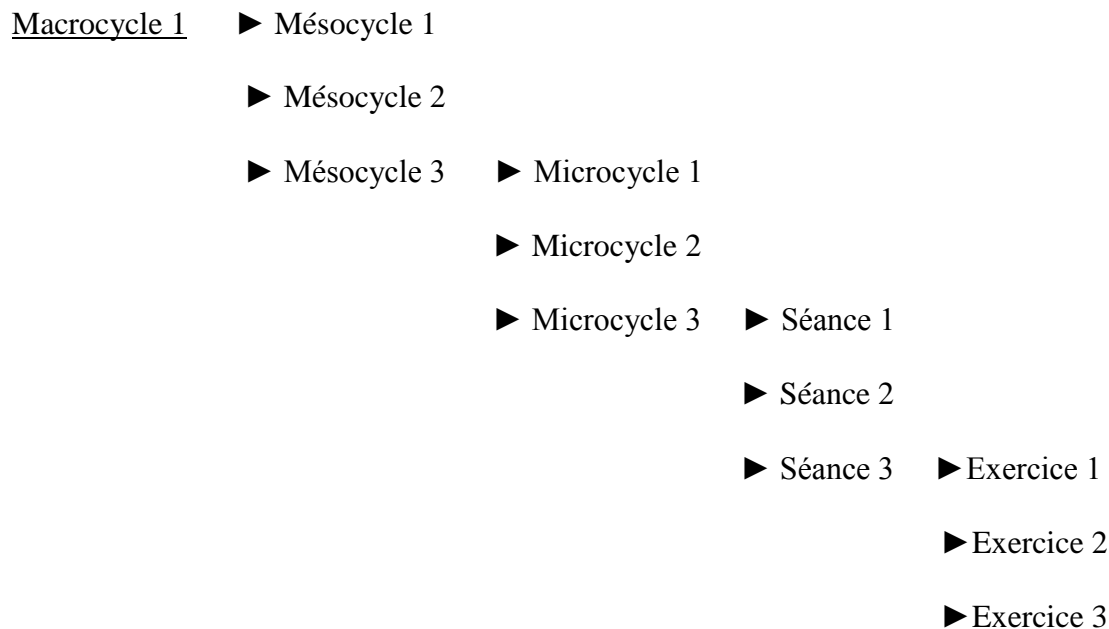 Macrocycle 1 ► Mésocycle 1
► Mésocycle 2
► Mésocycle 3 ► Microcycle 1
► Microcycle 2
► Microcycle 3 ► Séance 1
► Séance 2
► Séance 3 ►Exercice 1
►Exercice 2
►Exercice 3